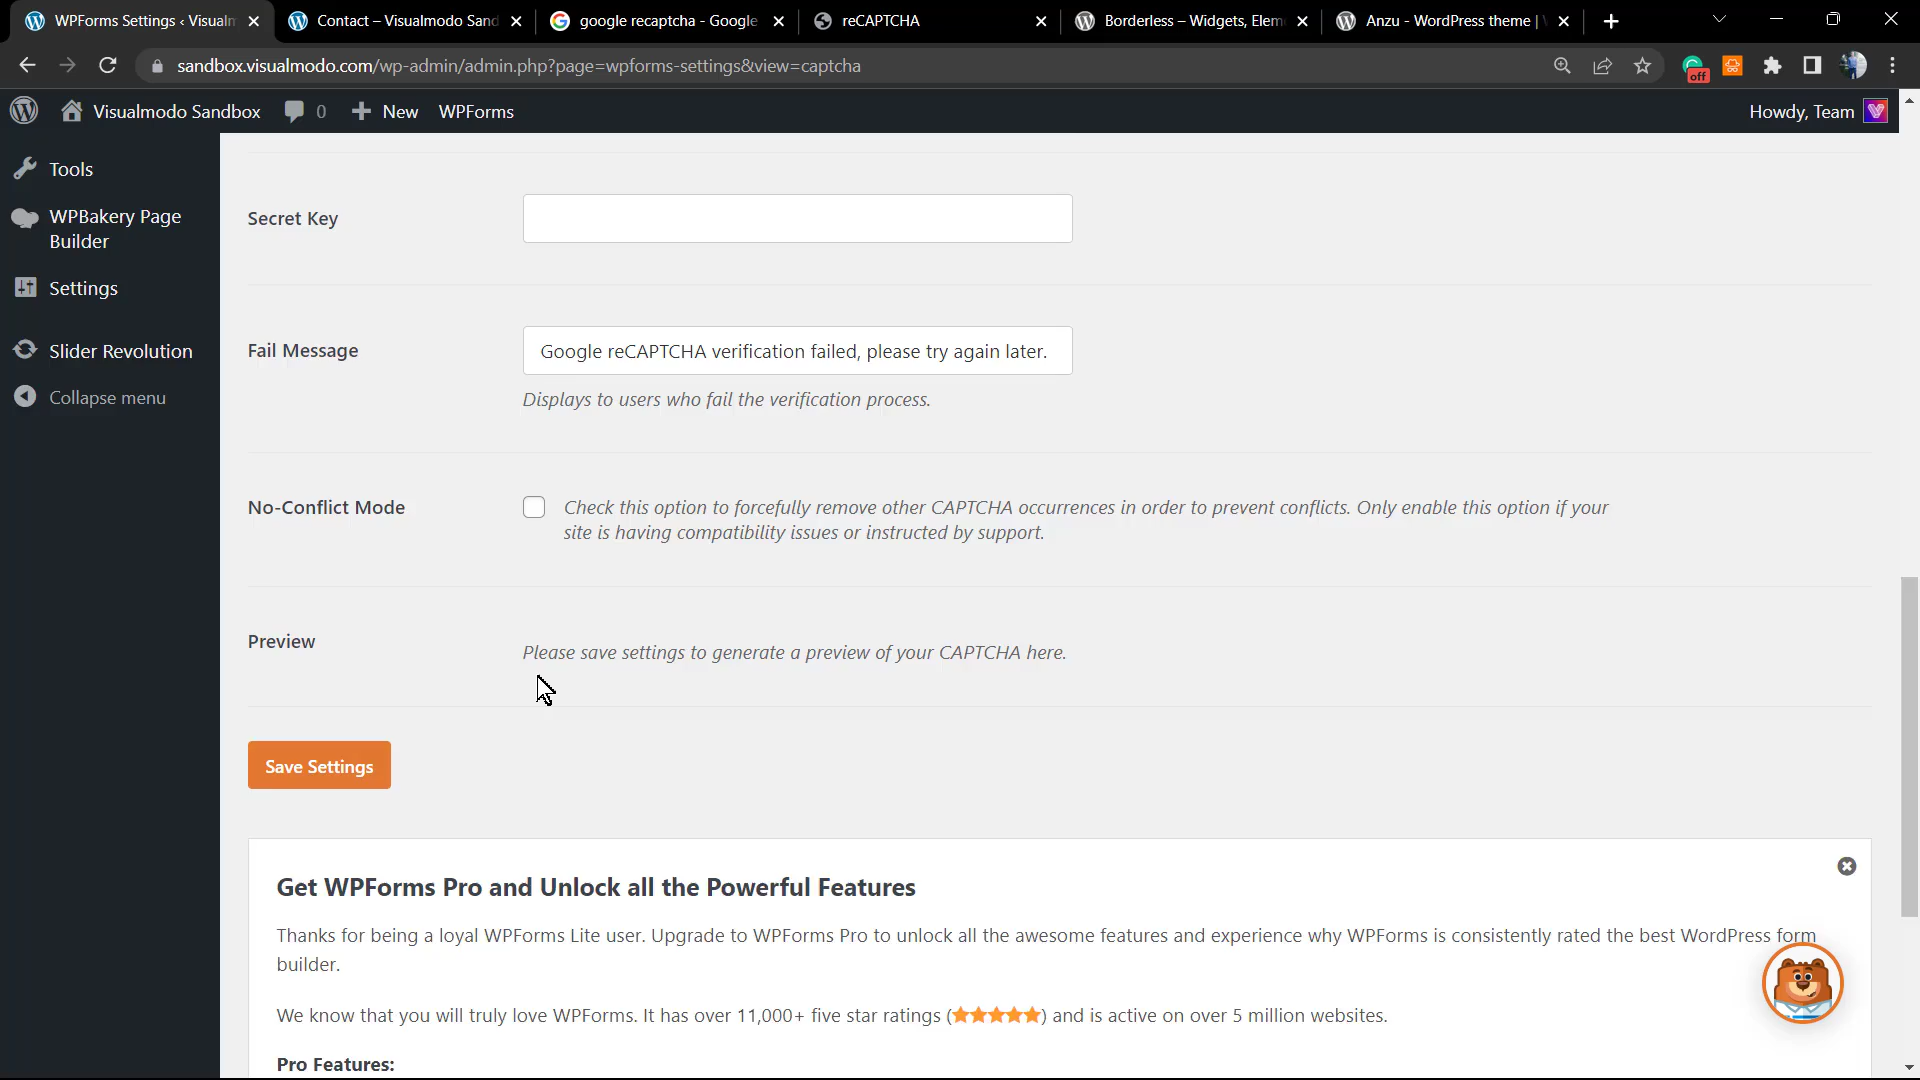 WPForms Settings ‹ Visualm
Contact – Visualmodo Sand
google recaptcha - Google
reCAPTCHA
Borderless – Widgets, Elem
Anzu - WordPress theme |
sandbox.visualmodo.com/wp-admin/admin.php?page=wpforms-settings&view=captcha
off
Visualmodo Sandbox
0
New
WPForms
Howdy, Team
Tools
WPBakery Page
Builder
Settings
Slider Revolution
Collapse menu
Secret Key
Fail Message
Google reCAPTCHA verification failed, please try again later.
Displays to users who fail the verification process.
No-Conflict Mode
Check this option to forcefully remove other CAPTCHA occurrences in order to prevent conflicts. Only enable this option if your
site is having compatibility issues or instructed by support.
Preview
Please save settings to generate a preview of your CAPTCHA here.
Save Settings
Get WPForms Pro and Unlock all the Powerful Features
Thanks for being a loyal WPForms Lite user. Upgrade to WPForms Pro to unlock all the awesome features and experience why WPForms is consistently rated the best WordPress form
builder.
We know that you will truly love WPForms. It has over 11,000+ five star ratings (★★★★★) and is active on over 5 million websites.
Pro Features: